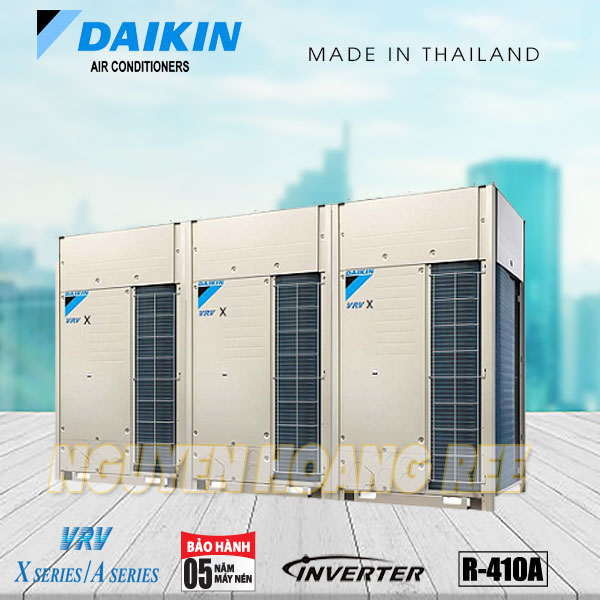 DAIKIN
AIR CONDITIONERS
MADE IN THAILAND
DAIKIN
VRV X
DAIKIN
VRV X
DAIKIN
VRV X
NGUYEN HOANG REE
VRV
X SERIES/A SERIES
BẢO HÀNH
05 NĂM
MÁY NÉN
INVERTER
R-410A